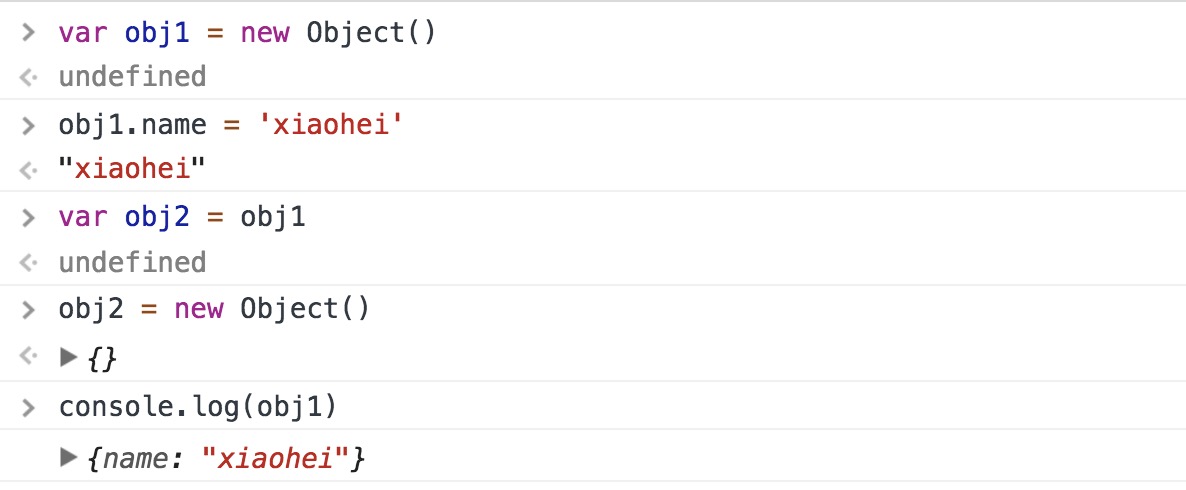 var obj1 = new Object()
undefined
obj1.name = 'xiaohei'
"xiaohei"
var obj2 = obj1
undefined
obj2 = new Object()
{}
console.log(obj1)
{name: "xiaohei"}